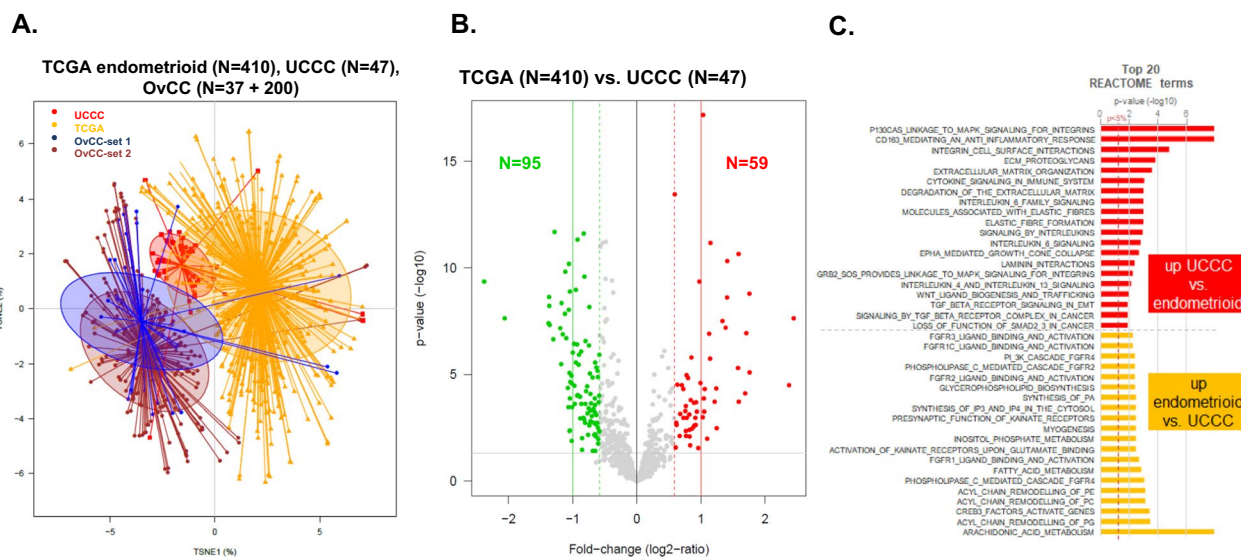 A.
TCGA endometrioid (N=410), UCCC (N=47),
OvCC (N=37 + 200)
UCCC
TCGA
OvCC-set 1
OvCC-set 2
6
4
2
0
−2
−4
−6
−5
0
5
TSNE1 (%)
B.
TCGA (410) vs. UCCC (N=47)
N=95
N=59
p−value (−log10)
15
10
5
0
−2
−1
0
1
2
Fold−change (log2−ratio)
C.
Top 20
REACTOME terms
p-value (-log10)
0 2 4 6
p<5%
P130CAS_LINKAGE_TO_MAPK_SIGNALING_FOR_INTEGRINS
CD163_MEDIATING_AN_ANTI_INFLAMMATORY_RESPONSE
INTEGRIN_CELL_SURFACE_INTERACTIONS
ECM_PROTEOGLYCANS
EXTRACELLULAR_MATRIX_ORGANIZATION
CYTOKINE_SIGNALING_IN_IMMUNE_SYSTEM
DEGRADATION_OF_THE_EXTRACELLULAR_MATRIX
INTERLEUKIN_6_FAMILY_SIGNALING
MOLECULES_ASSOCIATED_WITH_ELASTIC_FIBRES
ELASTIC_FIBRE_FORMATION
SIGNALING_BY_INTERLEUKINS
INTERLEUKIN_6_SIGNALING
EPHA_MEDIATED_GROWTH_CONE_COLLAPSE
LAMININ_INTERACTIONS
GRB2_SOS_PROVIDES_LINKAGE_TO_MAPK_SIGNALING_FOR_INTEGRINS
INTERLEUKIN_4_AND_INTERLEUKIN_13_SIGNALING
WNT_LIGAND_BIOGENESIS_AND_TRAFFICKING
TGF_BETA_RECEPTOR_SIGNALING_IN_EMT
SIGNALING_BY_TGF_BETA_RECEPTOR_COMPLEX_IN_CANCER
LOSS_OF_FUNCTION_OF_SMAD2_3_IN_CANCER
FGFR3_LIGAND_BINDING_AND_ACTIVATION
FGFR1C_LIGAND_BINDING_AND_ACTIVATION
PI_3K_CASCADE_FGFR4
PHOSPHOLIPASE_C_MEDIATED_CASCADE_FGFR2
FGFR2_LIGAND_BINDING_AND_ACTIVATION
GLYCEROPHOSPHOLIPID_BIOSYNTHESIS
SYNTHESIS_OF_PA
SYNTHESIS_OF_IP3_AND_IP4_IN_THE_CYTOSOL
PRESYNAPTIC_FUNCTION_OF_KAINATE_RECEPTORS
MYOGENESIS
INOSITOL_PHOSPHATE_METABOLISM
ACTIVATION_OF_KAINATE_RECEPTORS_UPON_GLUTAMATE_BINDING
FGFR1_LIGAND_BINDING_AND_ACTIVATION
FATTY_ACID_METABOLISM
PHOSPHOLIPASE_C_MEDIATED_CASCADE_FGFR4
ACYL_CHAIN_REMODELLING_OF_PE
ACYL_CHAIN_REMODELLING_OF_PC
CREB3_FACTORS_ACTIVATE_GENES
ACYL_CHAIN_REMODELLING_OF_PG
ARACHIDONIC_ACID_METABOLISM
up UCCC
vs.
endometrioid
up
endometrioid
vs. UCCC